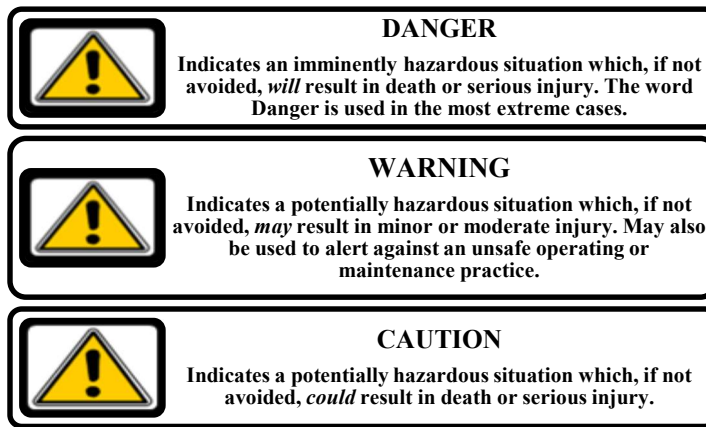 DANGER
Indicates an imminently hazardous situation which, if not
avoided, will result in death or serious injury. The word
Danger is used in the most extreme cases.
WARNING
Indicates a potentially hazardous situation which, if not
avoided, may result in minor or moderate injury. May also
be used to alert against an unsafe operating or
maintenance practice.
CAUTION
Indicates a potentially hazardous situation which, if not
avoided, could result in death or serious injury.